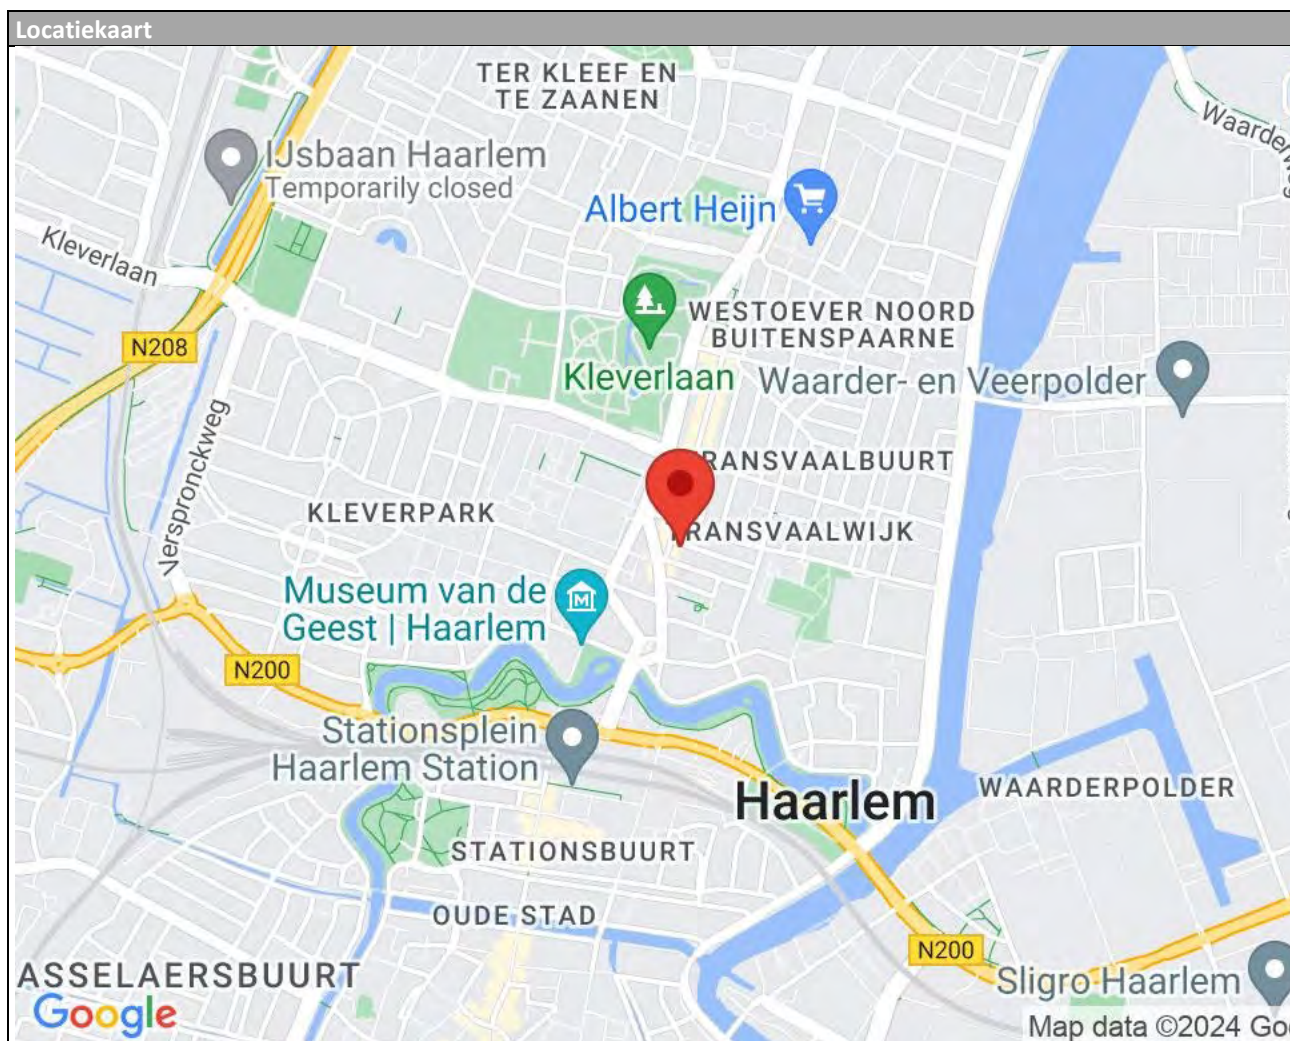 Locatiekaart
TER KLEEF EN
TE ZAANEN
Waarderweg
IJsbaan Haarlem
Temporarily closed
Albert Heijn
Kleverlaan
WESTOEVER NOORD
BUITENSPAARNE
N208
Kleverlaan
Waarder- en Veerpolder
RANSVAALBUURT
Verspronckweg
KLEVERPARK
RANSVAALWIJK
Museum van de
Geest | Haarlem
M
N200
Stationsplein
Haarlem Station
Haarlem
WAARDERPOLDER
STATIONSBUURT
OUDE STAD
N200
ASSELAERSBUURT
Sligro Haarlem
Google
Map data ©2024 Goo